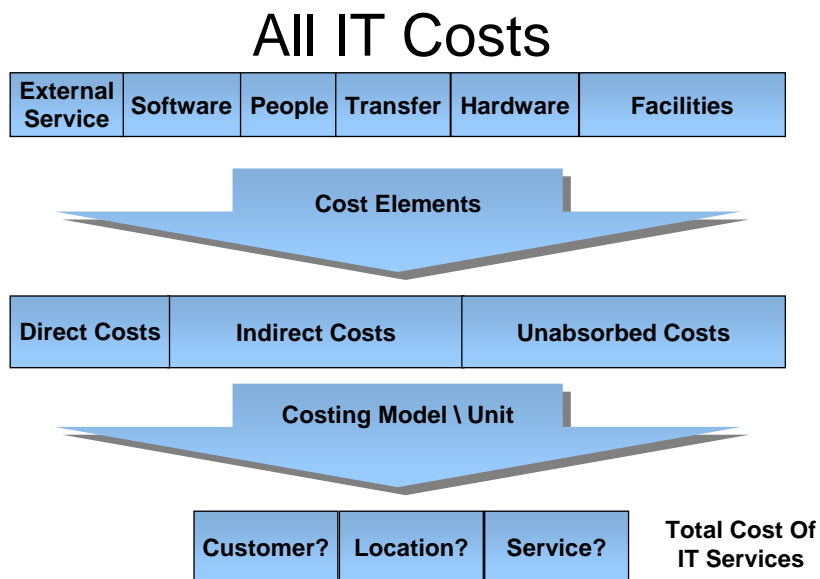 All IT Costs
External
Service
Software
People
Transfer
Hardware
Facilities
Cost Elements
Direct Costs
Indirect Costs
Unabsorbed Costs
Costing Model \ Unit
Customer?
Location?
Service?
Total Cost Of
IT Services